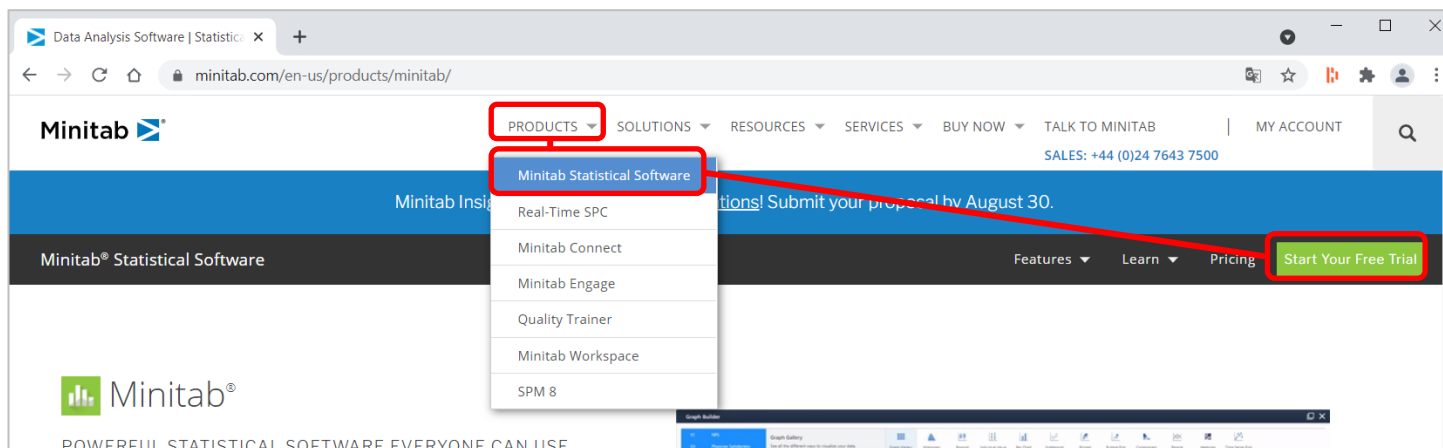 Data Analysis Software | Statistica
minitab.com/en-us/products/minitab/
Minitab
PRODUCTS SOLUTIONS RESOURCES SERVICES BUY NOW TALK TO MINITAB MY ACCOUNT
SALES: +44 (0)24 7643 7500
Minitab Statistical Software
Minitab Insi tions! Submit your proposal by August 30.
Real-Time SPC
Minitab® Statistical Software Minitab Connect Features Learn Pricing Start Your Free Trial
Minitab Engage
Quality Trainer
Minitab Workspace
SPM 8
Minitab®
POWERFUL STATISTICAL SOFTWARE EVERYONE CAN USE
Graph Builder
Graph Gallery